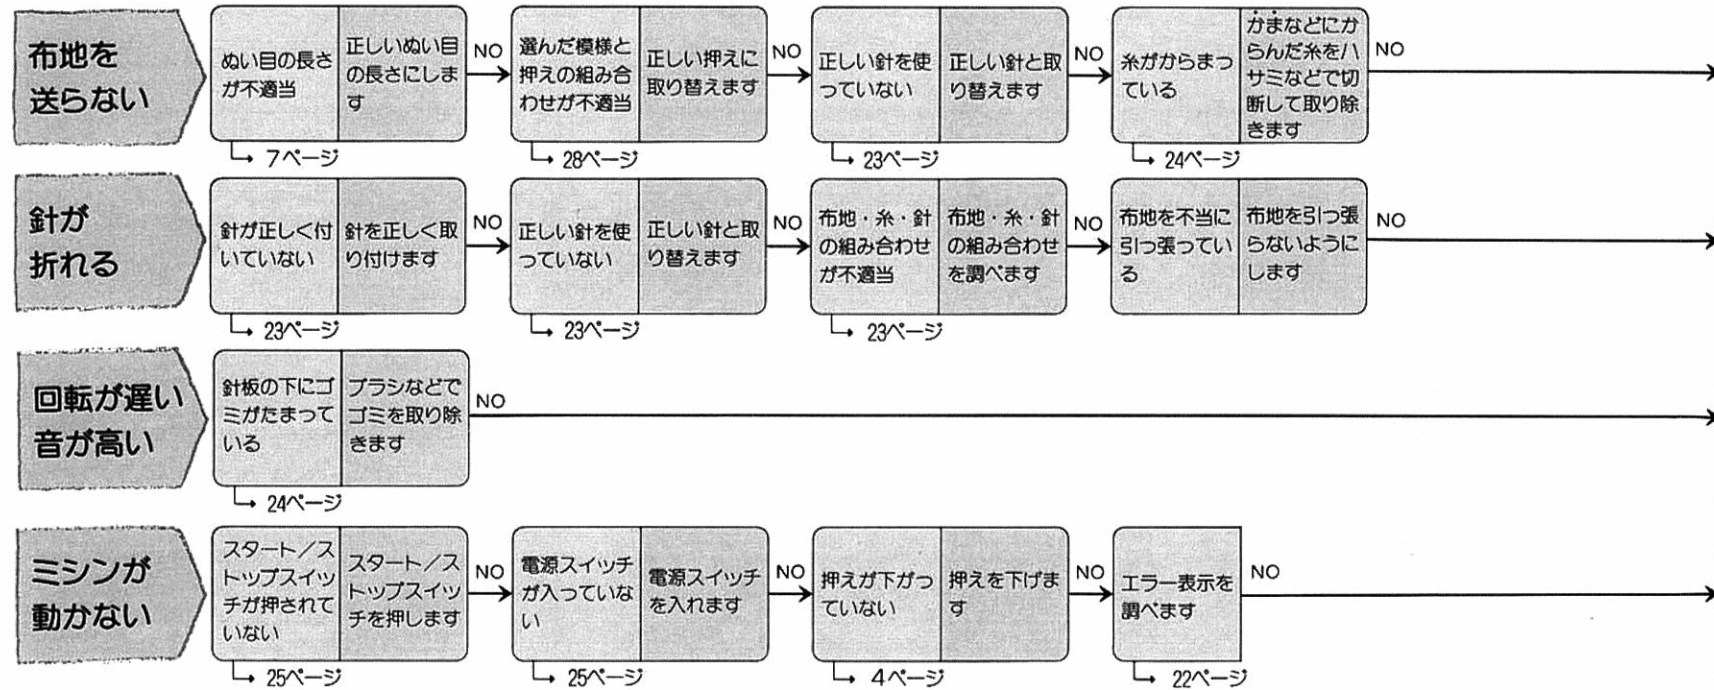 布地を
送らない
ぬい目の長さ
が不適当
正しいぬい目
の長さにしま
す
NO
選んだ模様と
押えの組み合
わせが不適当
正しい押えに
取り替えます
NO
正しい針を使
っていない
正しい針と取
り替えます
NO
糸がからまっ
ている
かまなどにか
らんだ糸をハ
サミなどで切
断して取り除
きます
NO
7ページ
28ページ
23ページ
24ページ
針が
折れる
針が正しく付
いていない
針を正しく取
り付けます
NO
正しい針を使
っていない
正しい針と取
り替えます
NO
布地・糸・針
の組み合わせ
が不適当
布地・糸・針
の組み合わせ
を調べます
NO
布地を不当に
引っ張ってい
る
布地を引っ張
らないように
します
NO
23ページ
23ページ
23ページ
回転が遅い
音が高い
針板の下にゴ
ミがたまって
いる
ブラシなどで
ゴミを取り除
きます
NO
24ページ
ミシンが
動かない
スタート／ス
トップスイッ
チが押されて
いない
スタート／ス
トップスイッ
チを押します
NO
電源スイッチ
が入っていな
い
電源スイッチ
を入れます
NO
押えが下がっ
ていない
押えを下げま
す
NO
エラー表示を
調べます
NO
25ページ
25ページ
4ページ
22ページ